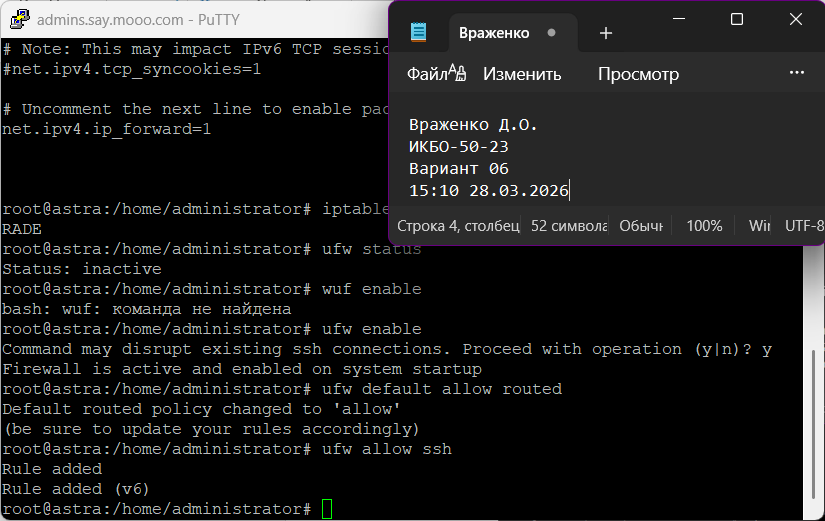 admins.say.mooo.com - PuTTY
# Note: This may impact IPv6 TCP sessi
#net.ipv4.tcp_syncookies=1
# Uncomment the next line to enable pac
net.ipv4.ip_forward=1
root@astra:/home/administrator# iptable
RADE
root@astra:/home/administrator# ufw status
Status: inactive
root@astra:/home/administrator# wuf enable
bash: wuf: команда не найдена
root@astra:/home/administrator# ufw enable
Command may disrupt existing ssh connections. Proceed with operation (y|n)? y
Firewall is active and enabled on system startup
root@astra:/home/administrator# ufw default allow routed
Default routed policy changed to 'allow'
(be sure to update your rules accordingly)
root@astra:/home/administrator# ufw allow ssh
Rule added
Rule added (v6)
root@astra:/home/administrator#
Враженко
Файл Изменить Просмотр
Враженко Д.О.
ИКБО-50-23
Вариант 06
15:10 28.03.2026
Строка 4, столбец 52 символа Обычн 100% Win UTF-8